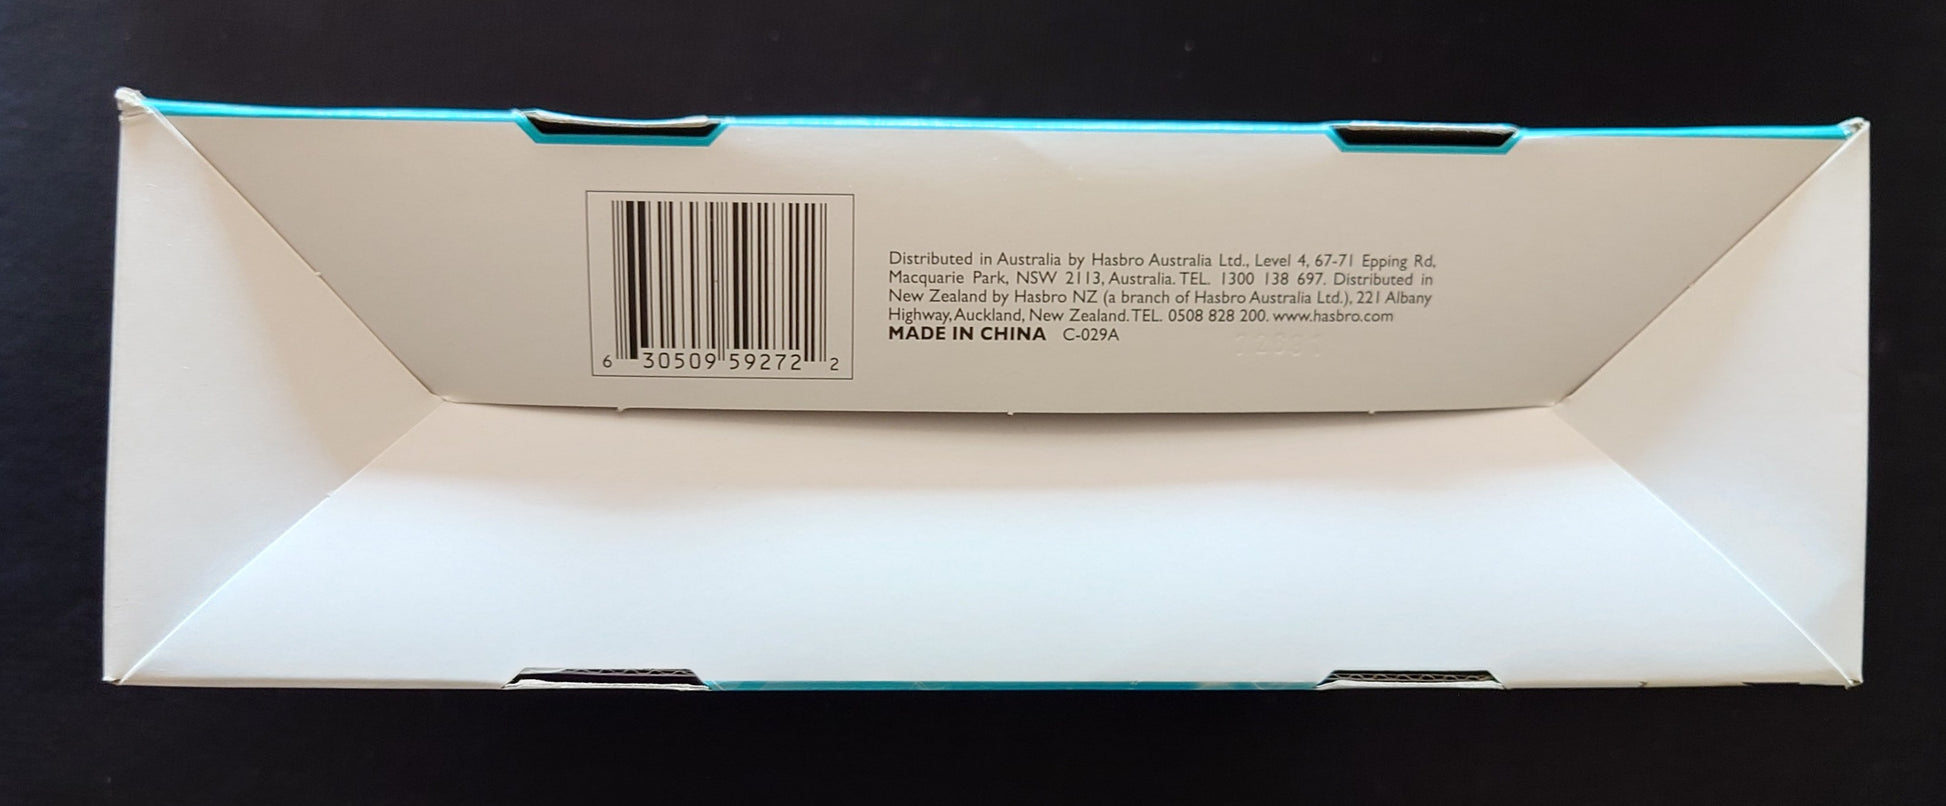 Distributed in Australia by Hasbro Australia Ltd., Level 4, 67-71 Epping Rd,
Macquarie Park, NSW 2113, Australia. TEL. 1300 138 697. Distributed in
New Zealand by Hasbro NZ (a branch of Hasbro Australia Ltd.), 221 Albany
Highway, Auckland, New Zealand. TEL. 0508 828 200. www.hasbro.com
MADE IN CHINA C-029A
6 30509 59272 2